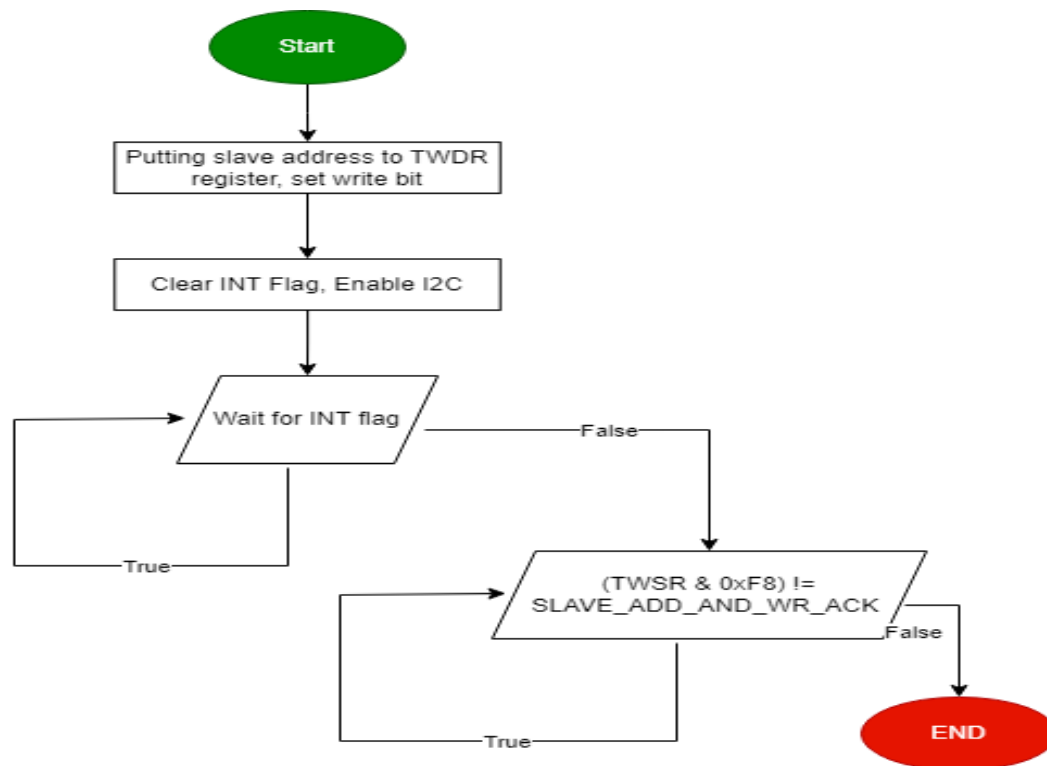 Start
Putting slave address to TWDR
register, set write bit
Clear INT Flag, Enable I2C
Wait for INT flag
False
True
(TWSR & 0xF8) !=
SLAVE_ADD_AND_WR_ACK
False
True
END